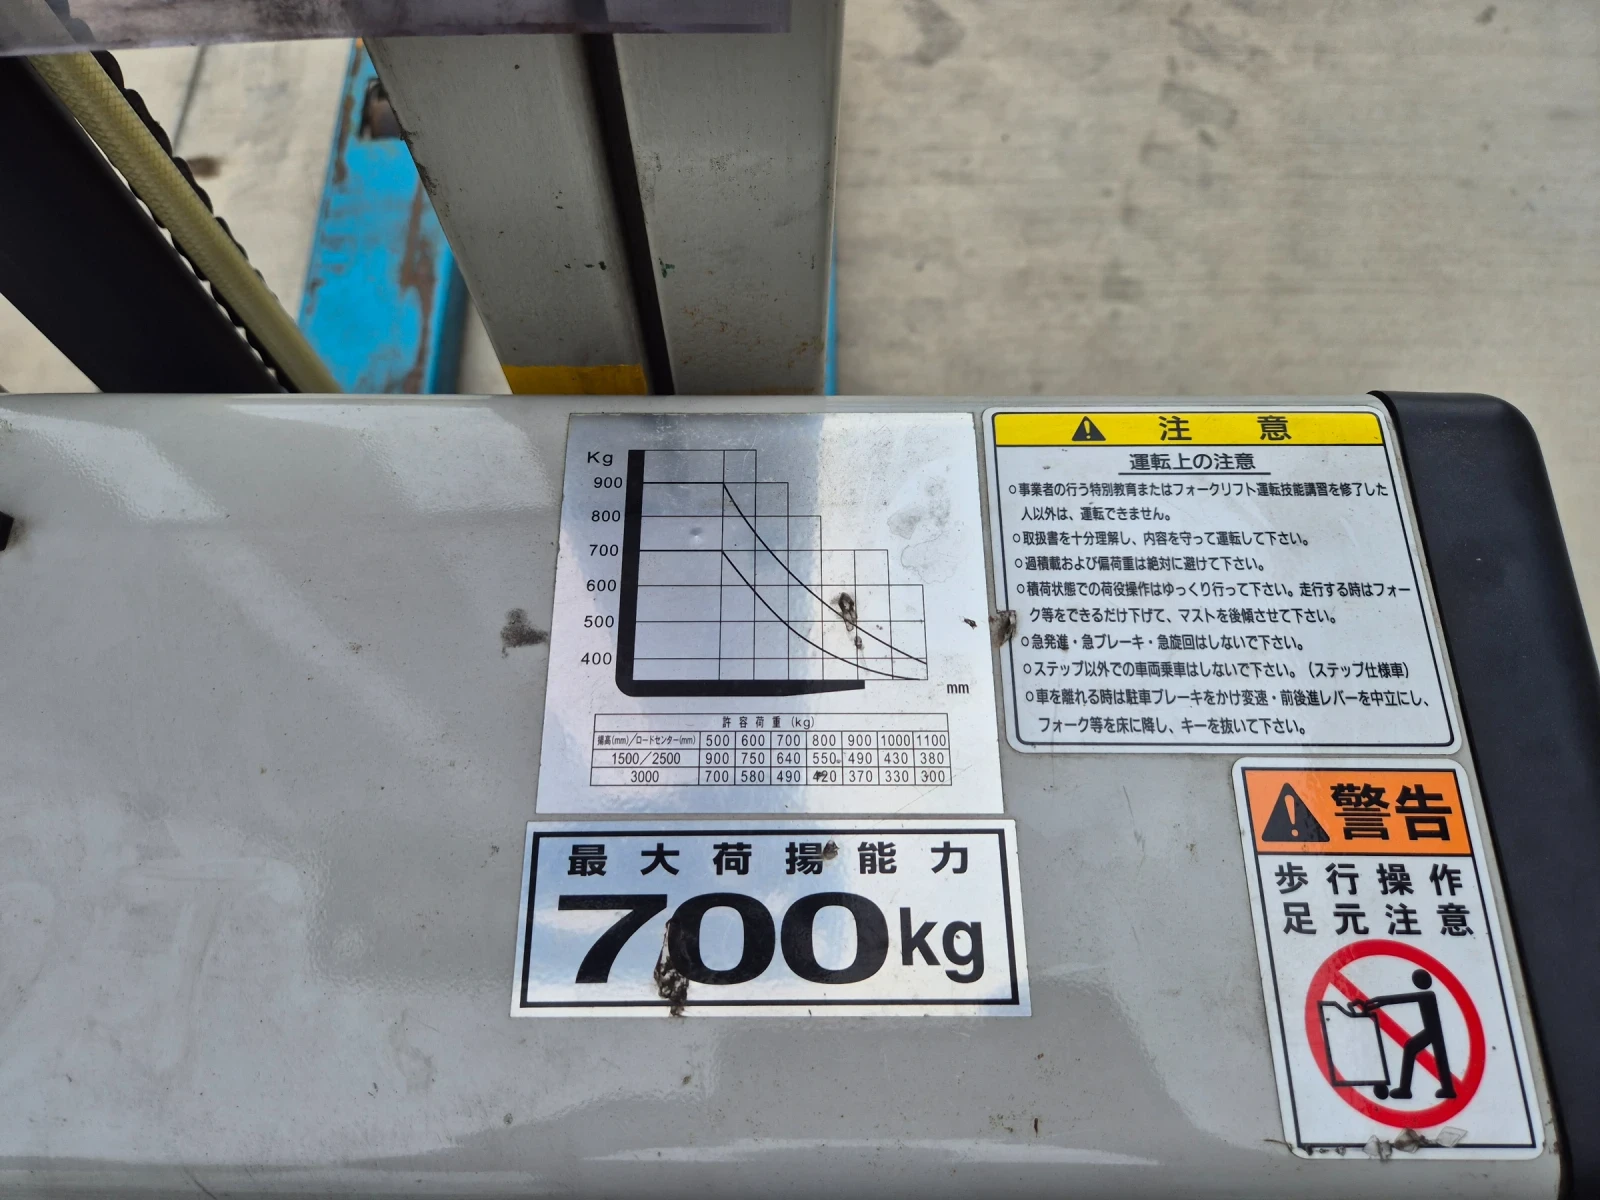 Kg
900
800
700
600
500
400
mm
許容荷重(kg)
揚高(mm)/ロードセンター(mm) 500 600 700 800 900 1000 1100
1500/2500 900 750 640 550 490 430 380
3000 700 580 490 420 370 330 300
最大荷揚能力
700kg
注意
運転上の注意
○事業者の行う特別教育またはフォークリフト運転技能講習を修了した
人以外は、運転できません。
○取扱書を十分理解し、内容を守って運転して下さい。
○過積載および偏荷重は絶対に避けて下さい。
○積荷状態での荷役操作はゆっくり行って下さい。走行する時はフォー
ク等をできるだけ下げて、マストを後傾させて下さい。
○急発進・急ブレーキ・急旋回はしないで下さい。
○ステップ以外での車両乗車はしないで下さい。(ステップ仕様車)
○車を離れる時は駐車ブレーキをかけ変速・前後進レバーを中立にし、
フォーク等を床に降し、キーを抜いて下さい。
警告
歩行操作
足元注意